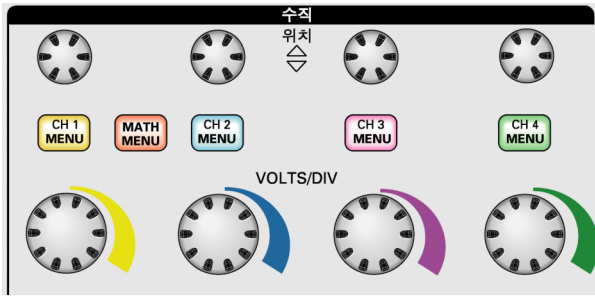 수직
위치
CH 1
MENU
MATH
MENU
CH 2
MENU
CH 3
MENU
CH 4
MENU
VOLTS/DIV